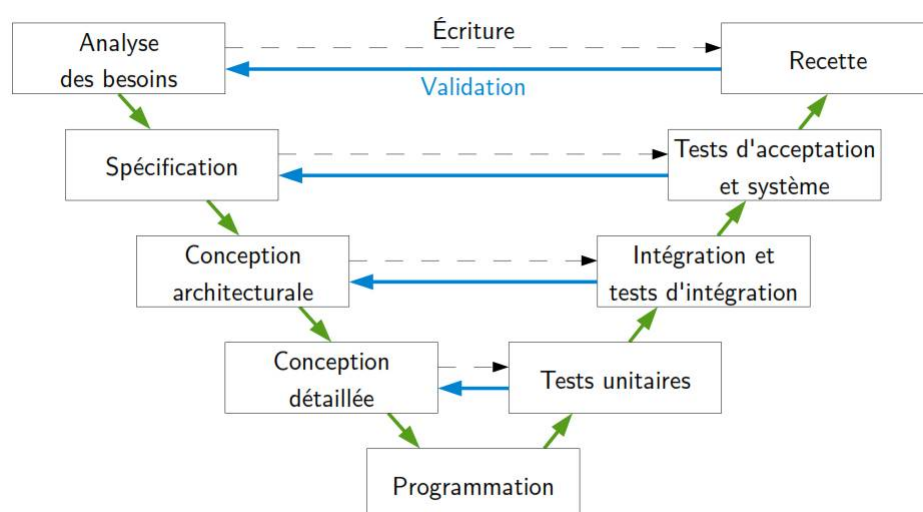 Analyse
des besoins
Écriture
Validation
Recette
Spécification
Tests d'acceptation
et système
Conception
architecturale
Intégration et
tests d'intégration
Conception
détaillée
Tests unitaires
Programmation